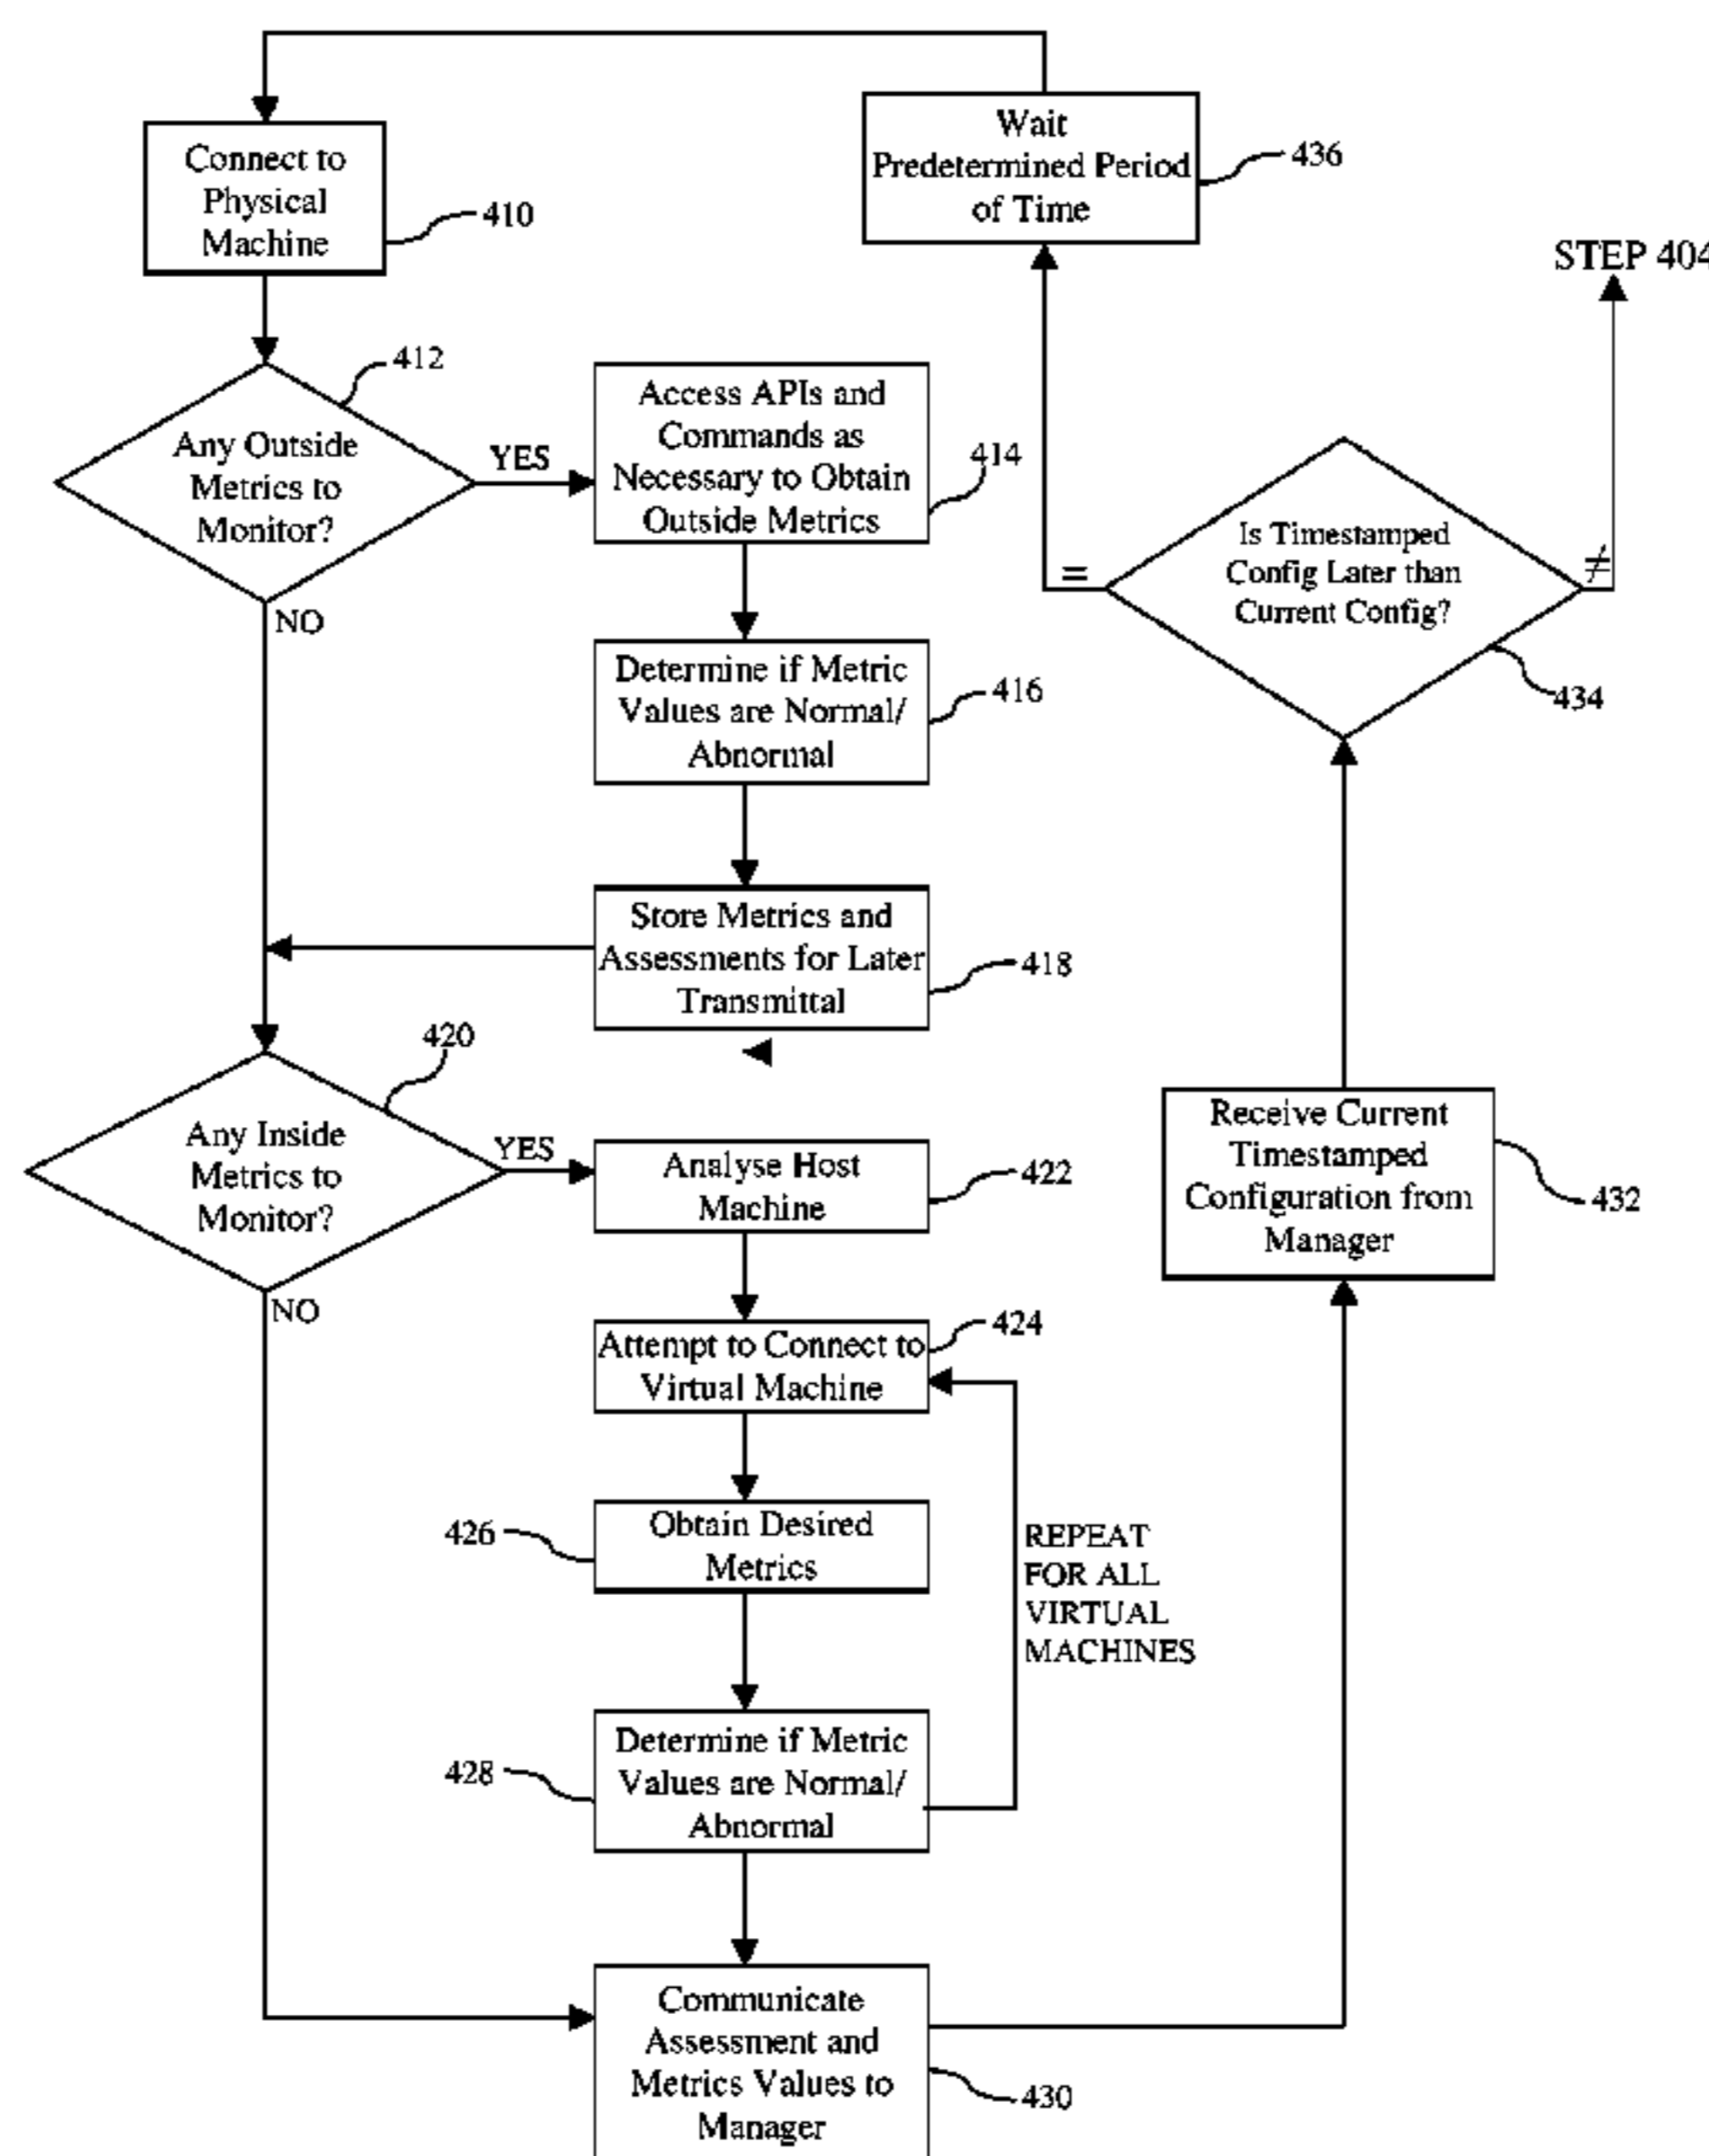 Connect to
Physical
Machine
410
Wait
Predetermined Period
of Time
436
STEP 404
412
Any Outside
Metrics to
Monitor?
YES
NO
Access APIs and
Commands as
Necessary to Obtain
Outside Metrics
414
Determine if Metric
Values are Normal/
Abnormal
416
Store Metrics and
Assessments for Later
Transmittal
418
Is Timestamped
Config Later than
Current Config?
=
≠
434
420
Any Inside
Metrics to
Monitor?
YES
NO
Analyse Host
Machine
422
Attempt to Connect to
Virtual Machine
424
Obtain Desired
Metrics
426
REPEAT
FOR ALL
VIRTUAL
MACHINES
Determine if Metric
Values are Normal/
Abnormal
428
Receive Current
Timestamped
Configuration from
Manager
432
Communicate
Assessment and
Metrics Values to
Manager
430